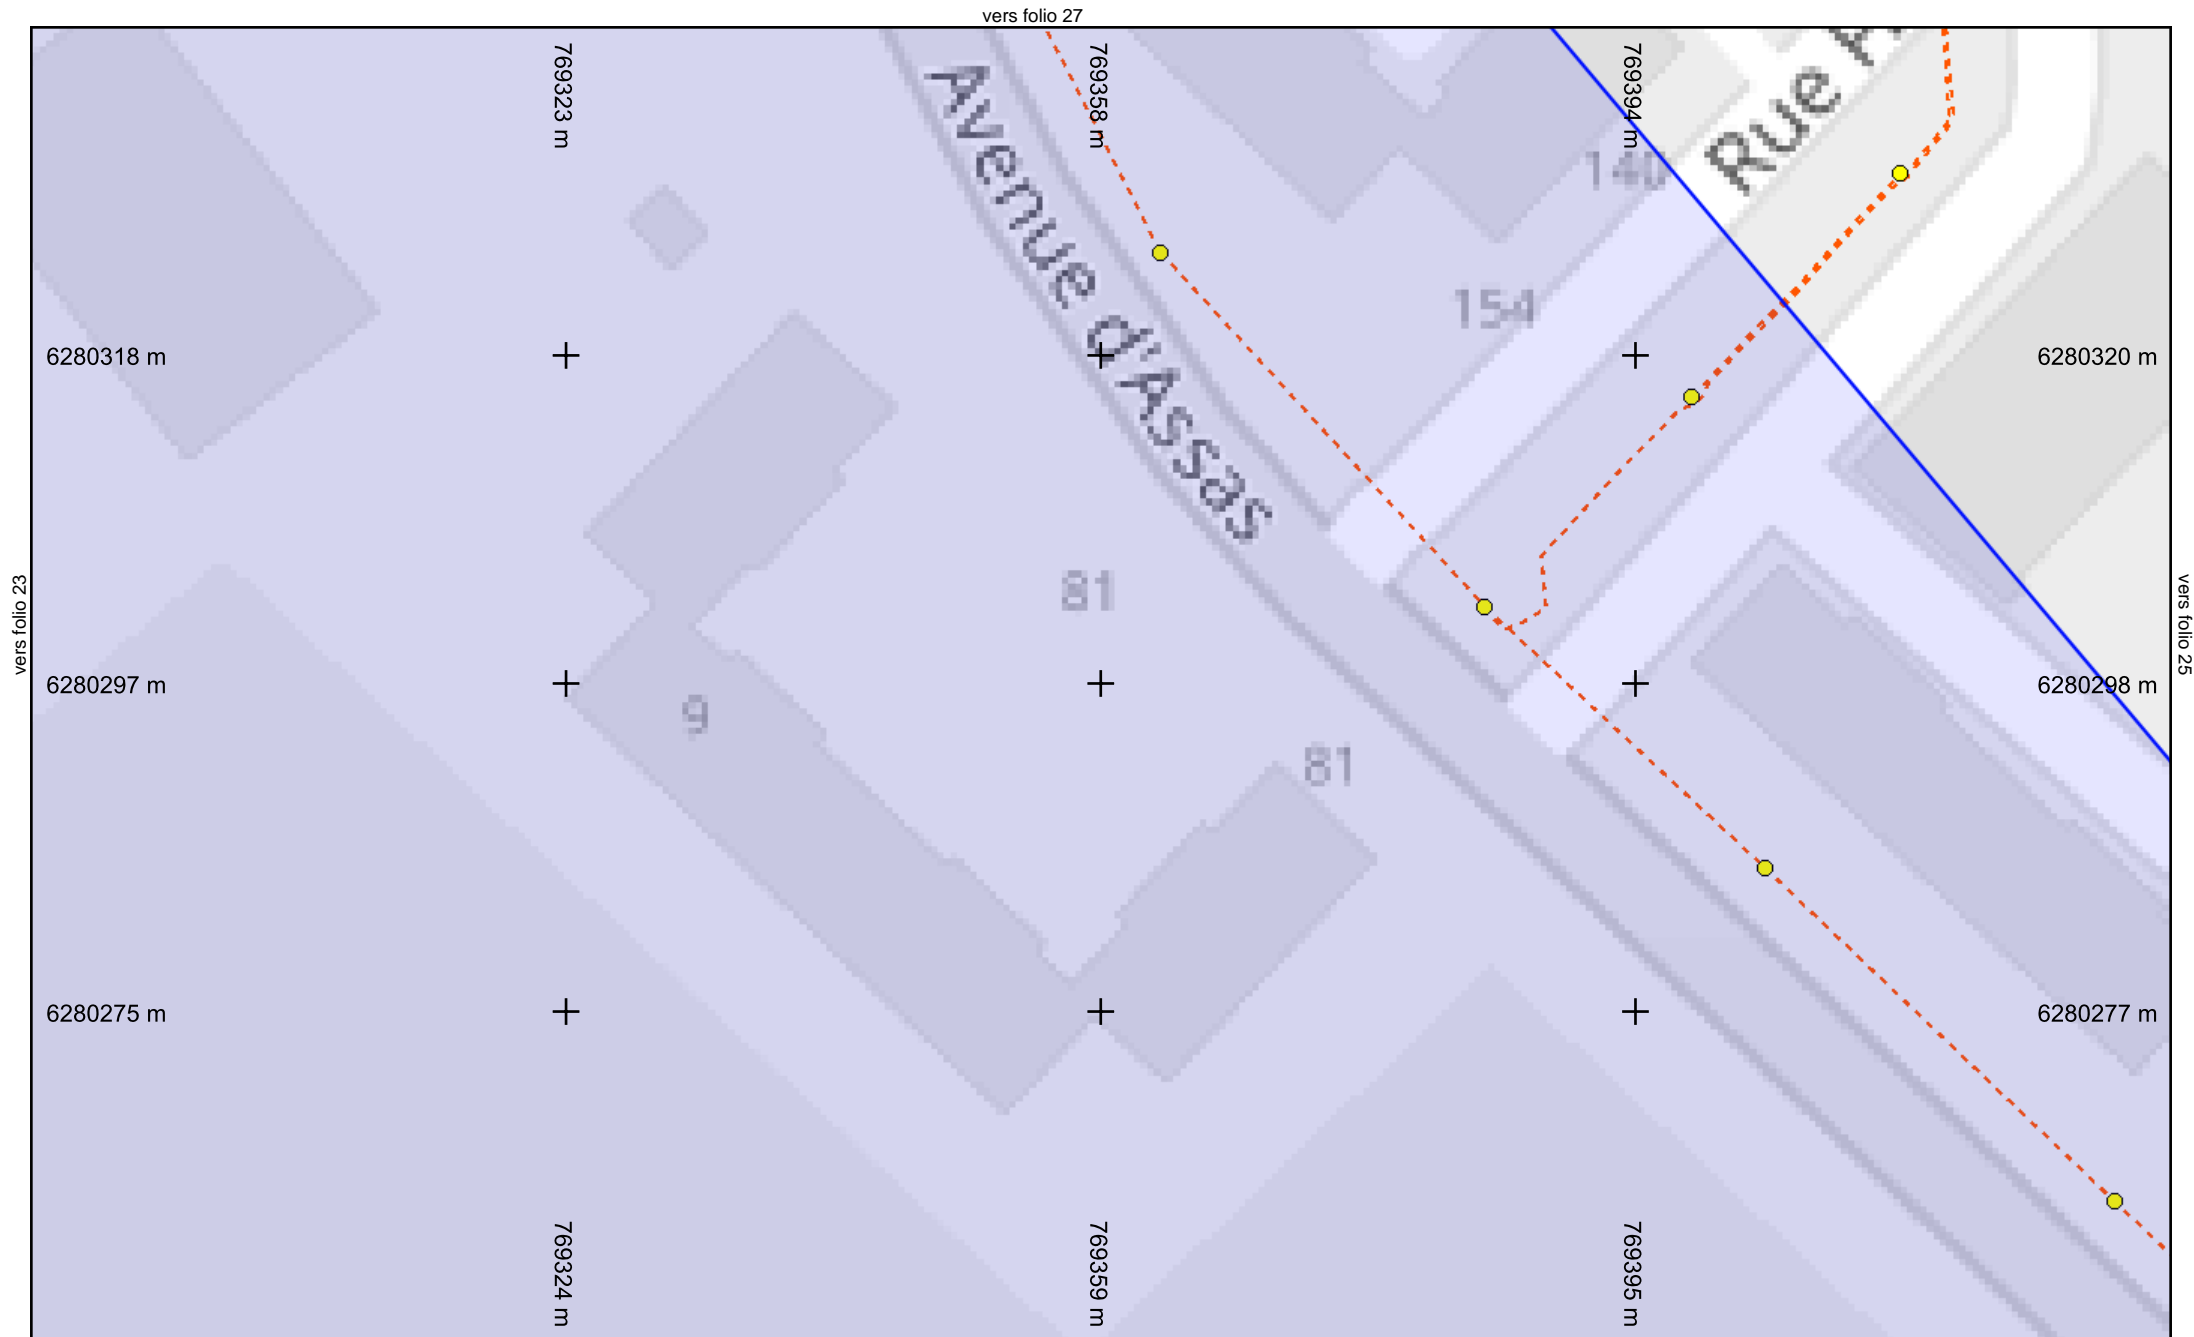 vers folio 27
769323 m
769358 m
769394 m
Rue
Avenue d'Assas
140
154
6280318 m
6280320 m
vers folio 23
vers folio 25
81
6280297 m
6280298 m
9
81
6280275 m
6280277 m
769324 m
769359 m
769395 m